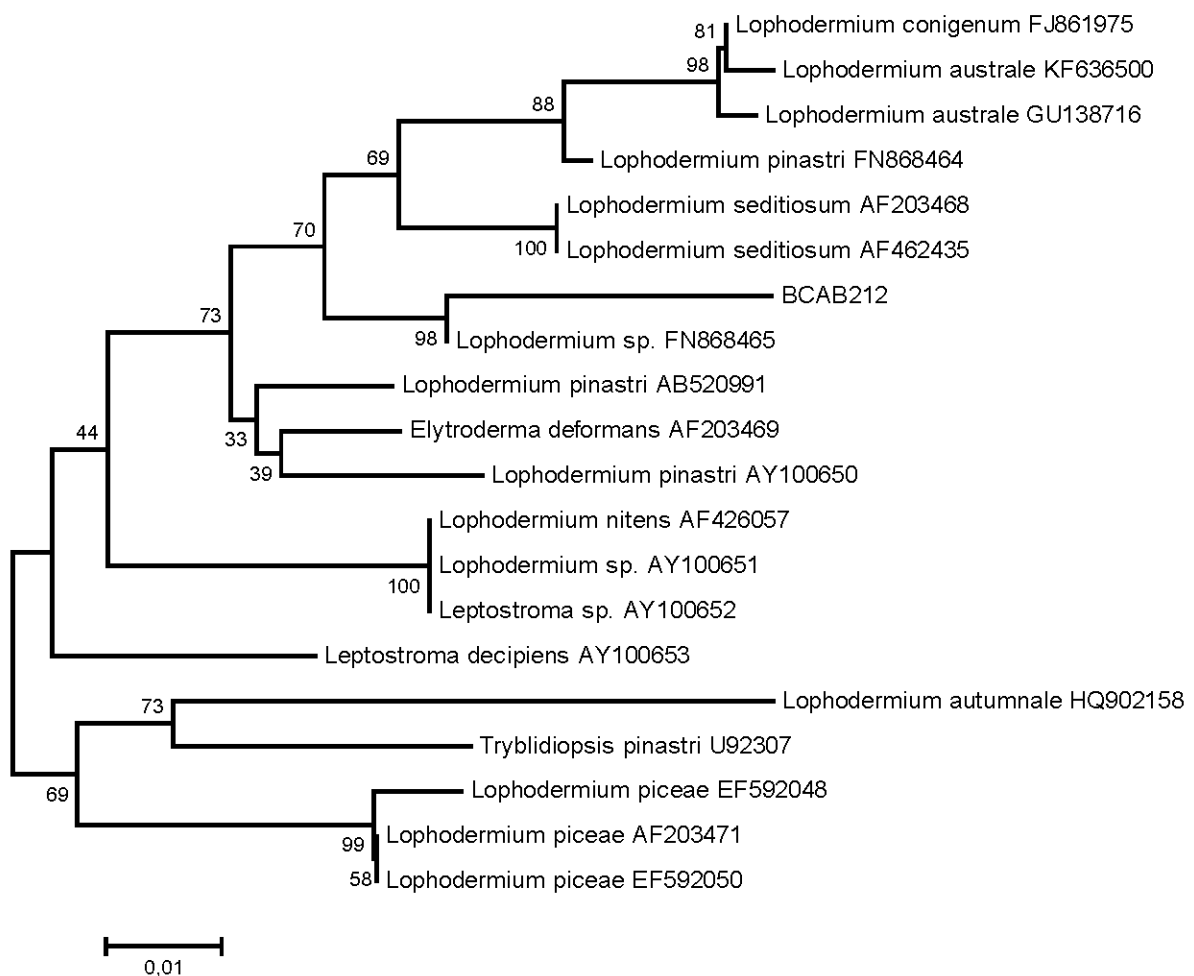 81
Lophodermium conigenum FJ861975
98
Lophodermium australe KF636500
88
Lophodermium australe GU138716
69
Lophodermium pinastri FN868464
Lophodermium seditiosum AF203468
70
100
Lophodermium seditiosum AF462435
BCAB212
73
98
Lophodermium sp. FN868465
Lophodermium pinastri AB520991
44
33
Elytroderma deformans AF203469
39
Lophodermium pinastri AY100650
Lophodermium nitens AF426057
Lophodermium sp. AY100651
100
Leptostroma sp. AY100652
Leptostroma decipiens AY100653
73
Lophodermium autumnale HQ902158
Tryblidiopsis pinastri U92307
69
Lophodermium piceae EF592048
99
Lophodermium piceae AF203471
58
Lophodermium piceae EF592050
0,01